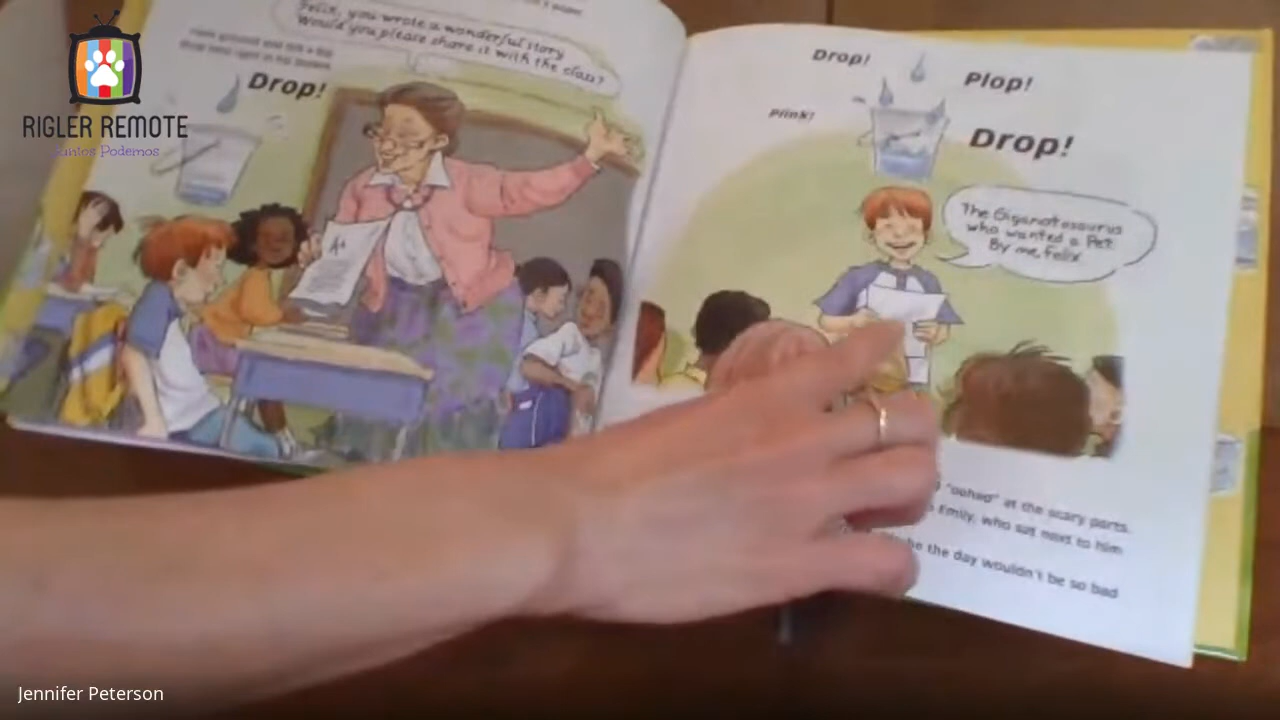 RIGLER REMOTE
Juntos Podemos
Felix, you wrote a wonderful story
Would you please share it with the class?
Drop!
A+
Drop!
Plop!
Plink!
Drop!
The Giganotosaurus
who wanted a Pet
By me, Felix
"oohed" at the scary parts.
Emily, who sat next to him
the day wouldn't be so bad
Jennifer Peterson